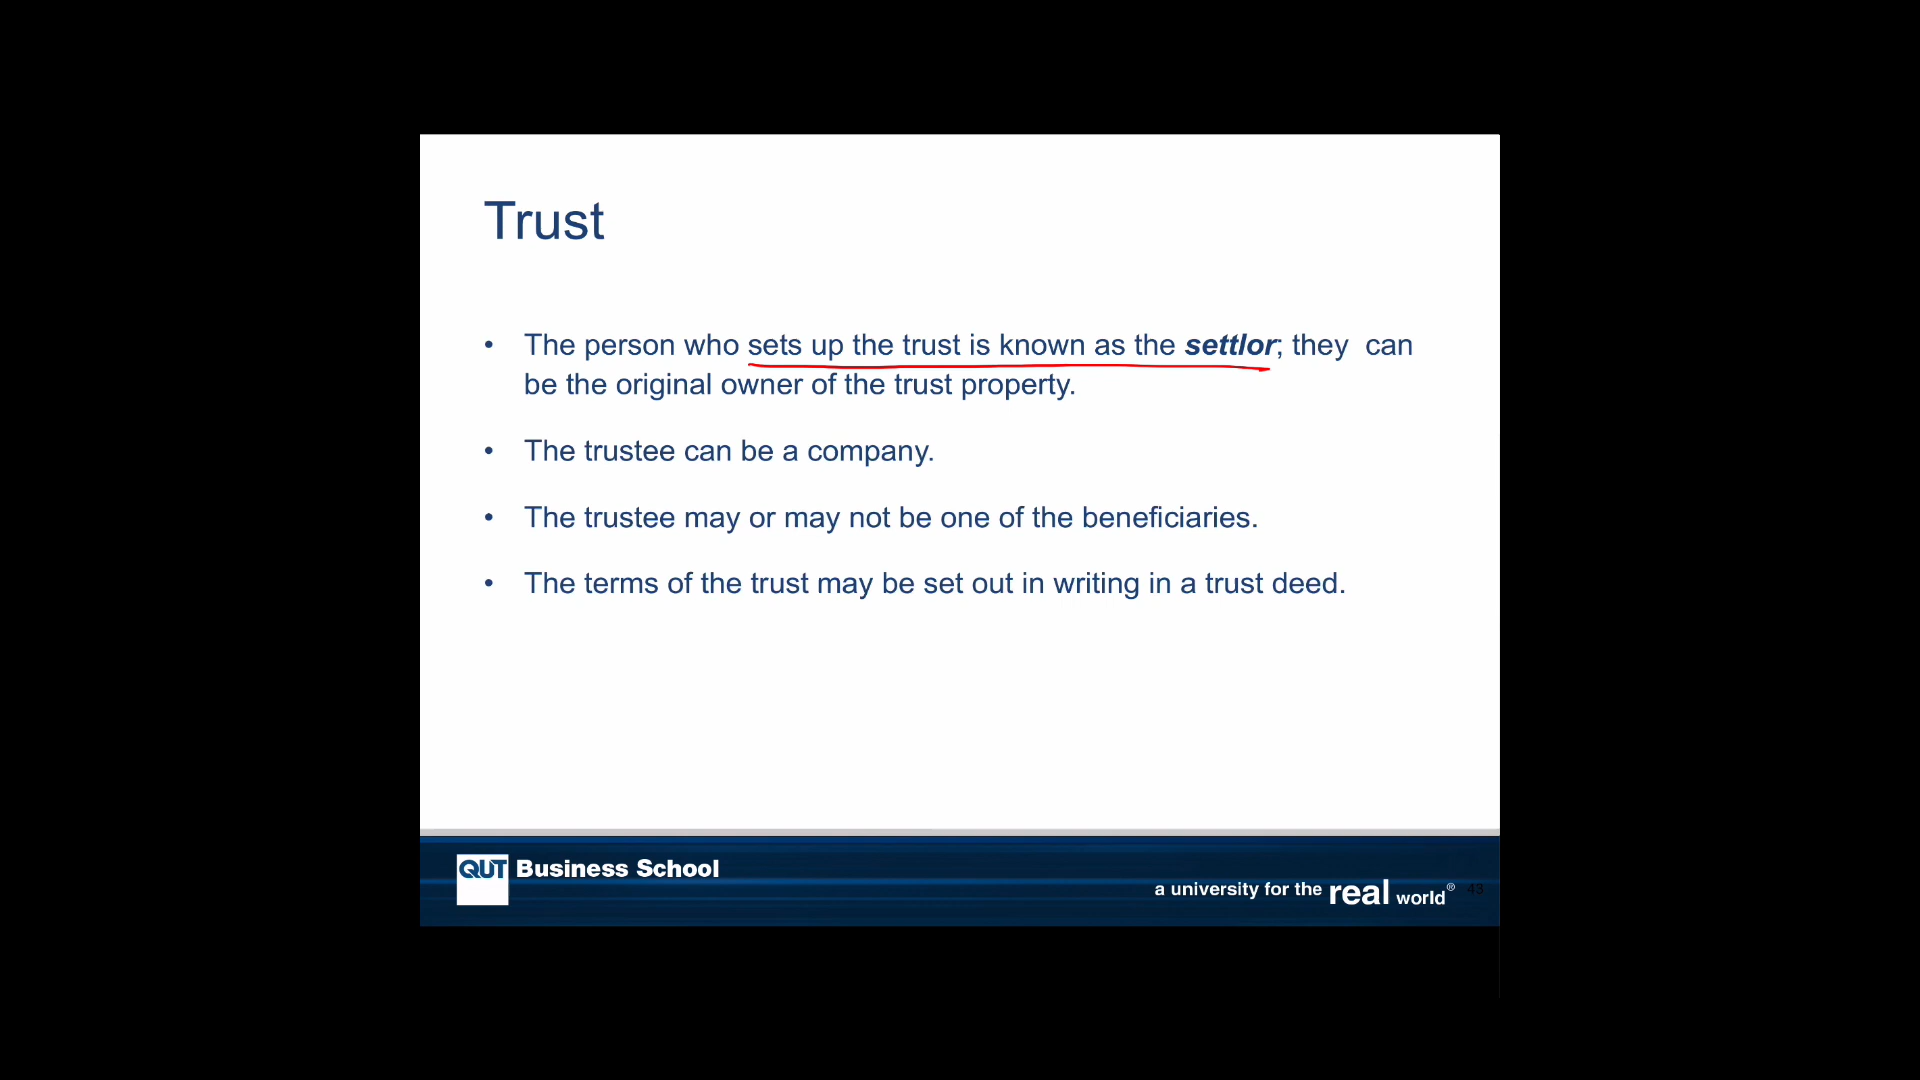 Trust
• The person who sets up the trust is known as the settlor; they can
be the original owner of the trust property.
• The trustee can be a company.
• The trustee may or may not be one of the beneficiaries.
• The terms of the trust may be set out in writing in a trust deed.
QUT Business School
a university for the real world® 43